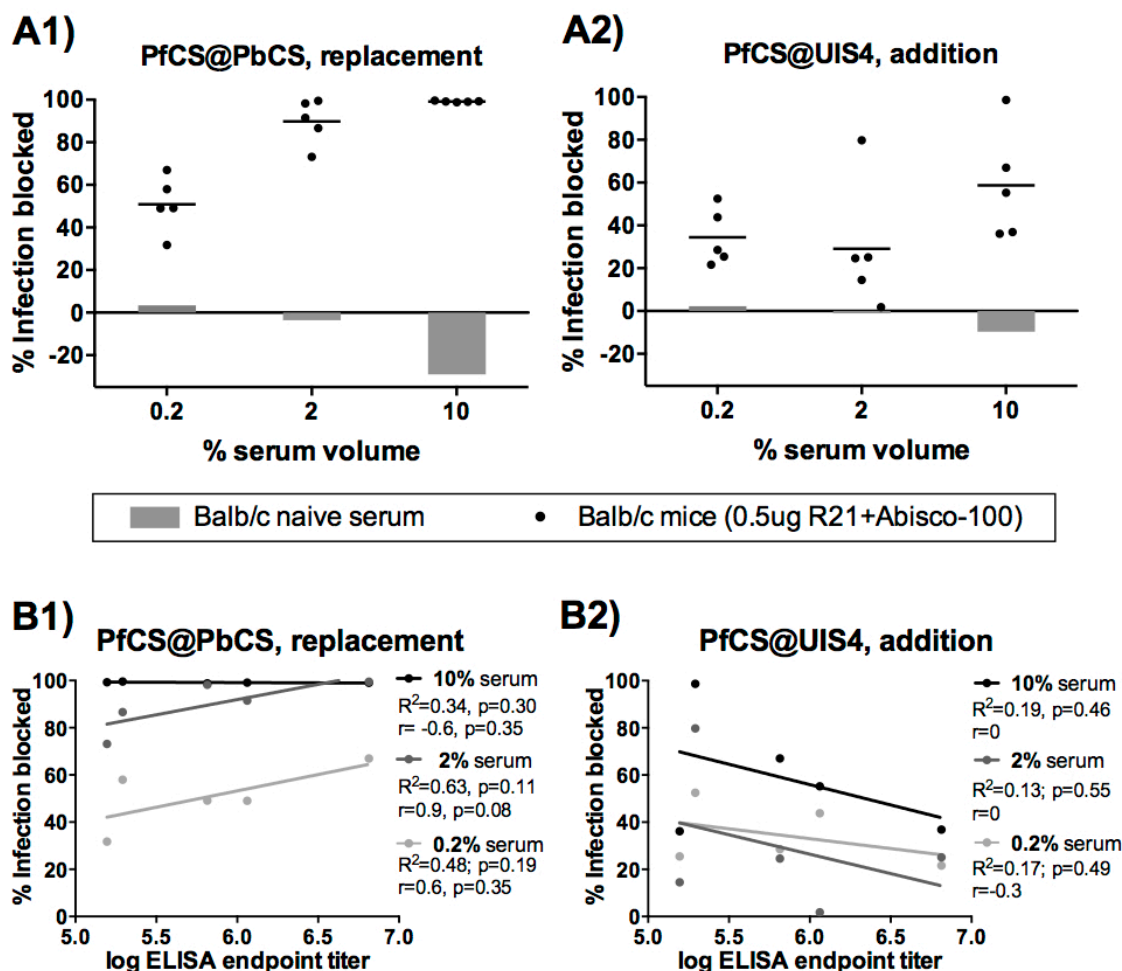 A1)
PfCS@PbCS, replacement
% Infection blocked
100
80
60
40
20
0
-20
0.2
2
10
% serum volume
A2)
PfCS@UIS4, addition
% Infection blocked
100
80
60
40
20
0
-20
0.2
2
10
% serum volume
Balb/c naive serum
Balb/c mice (0.5ug R21+Abisco-100)
B1)
PfCS@PbCS, replacement
% Infection blocked
100
80
60
40
20
0
5.0
5.5
6.0
6.5
7.0
log ELISA endpoint titer
10% serum
R²=0.34, p=0.30
r= -0.6, p=0.35
2% serum
R²=0.63, p=0.11
r=0.9, p=0.08
0.2% serum
R²=0.48; p=0.19
r=0.6, p=0.35
B2)
PfCS@UIS4, addition
% Infection blocked
100
80
60
40
20
0
5.0
5.5
6.0
6.5
7.0
log ELISA endpoint titer
10% serum
R²=0.19, p=0.46
r=0
2% serum
R²=0.13; p=0.55
r=0
0.2% serum
R²=0.17; p=0.49
r=-0.3